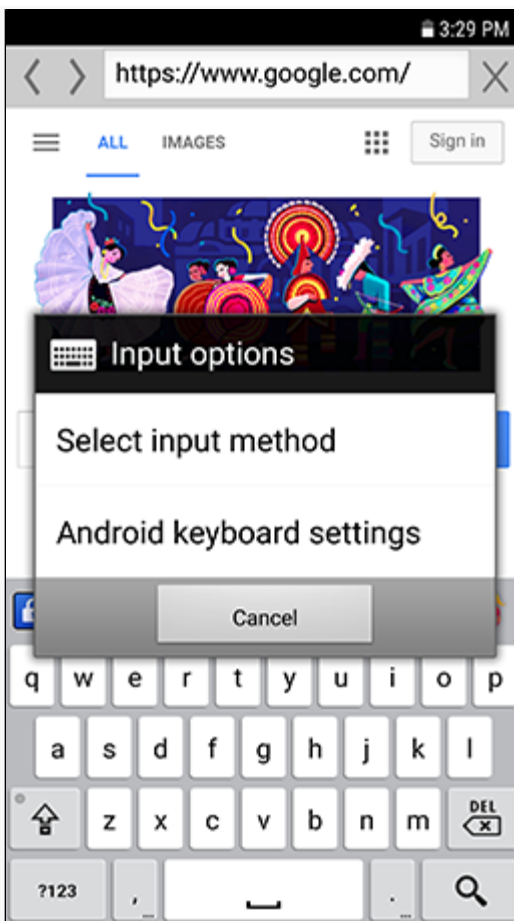 3:29 PM
https://www.google.com/
ALL IMAGES Sign in
Input options
Select input method
Android keyboard settings
Cancel
q w e r t y u i o p
a s d f g h j k l
z x c v b n m DEL
?123 , . ...